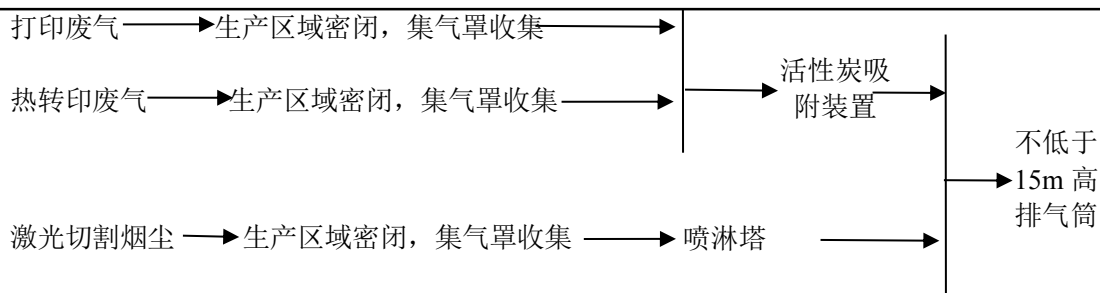 打印废气 生产区域密闭，集气罩收集
热转印废气 生产区域密闭，集气罩收集
活性炭吸
附装置
激光切割烟尘 生产区域密闭，集气罩收集 喷淋塔
不低于
15m 高
排气筒